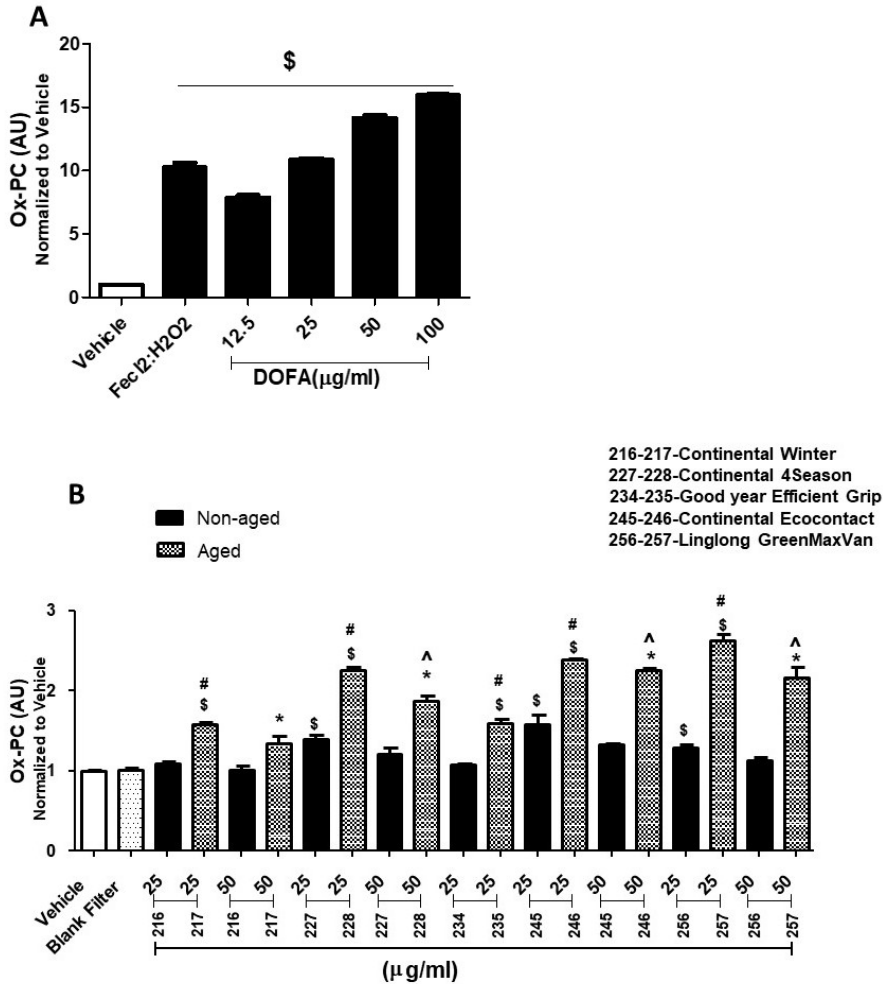 A
Ox-PC (AU)
Normalized to Vehicle
20
15
10
5
0
$
Vehicle
Fecl2:H2O2
12.5
25
50
100
DOFA(μg/ml)
216-217-Continental Winter
227-228-Continental 4Season
234-235-Good year Efficient Grip
245-246-Continental Ecocontact
256-257-Linglong GreenMaxVan
B
Non-aged
Aged
Ox-PC (AU)
Normalized to Vehicle
3
2
1
0
#
$
*
$
#
$
^
*
#
$
$
#
$
^
*
$
#
$
^
*
Vehicle
Blank Filter
25 25 50 50 25 25 50 50 25 25 25 25 50 50 25 25 50 50
216 217 216 217 227 228 227 228 234 235 245 246 245 246 256 257 256 257
(μg/ml)